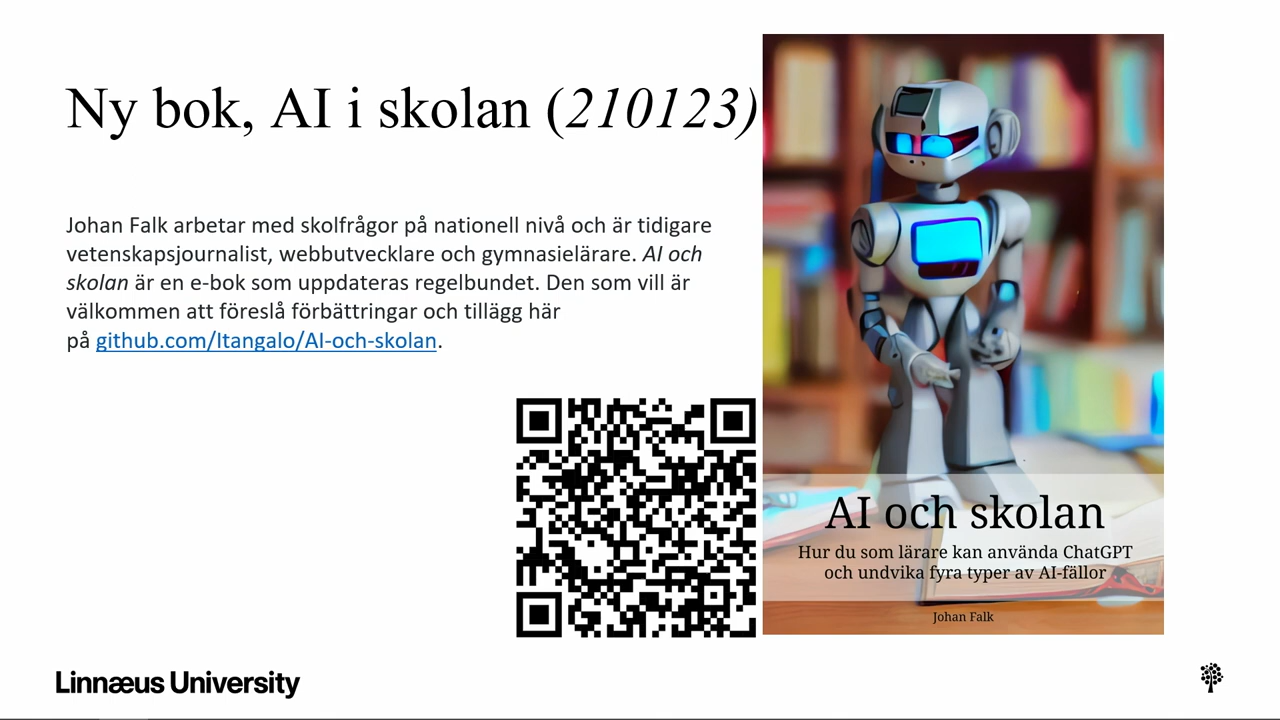 Ny bok, AI i skolan (210123)
Johan Falk arbetar med skolfrågor på nationell nivå och är tidigare
vetenskapsjournalist, webbutvecklare och gymnasielärare. AI och
skolan är en e-bok som uppdateras regelbundet. Den som vill är
välkommen att föreslå förbättringar och tillägg här
på github.com/Itangalo/AI-och-skolan.
AI och skolan
Hur du som lärare kan använda ChatGPT
och undvika fyra typer av AI-fällor
Johan Falk
Linnæus University